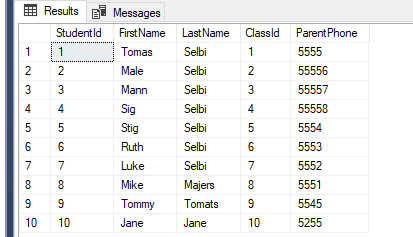 Results Messages
StudentId FirstName LastName ClassId ParentPhone
1 1 Tomas Selbi 1 5555
2 2 Male Selbi 2 55556
3 3 Mann Selbi 3 55557
4 4 Sig Selbi 4 55558
5 5 Stig Selbi 5 5554
6 6 Ruth Selbi 6 5553
7 7 Luke Selbi 7 5552
8 8 Mike Majers 8 5551
9 9 Tommy Tomats 9 5545
10 10 Jane Jane 10 5255